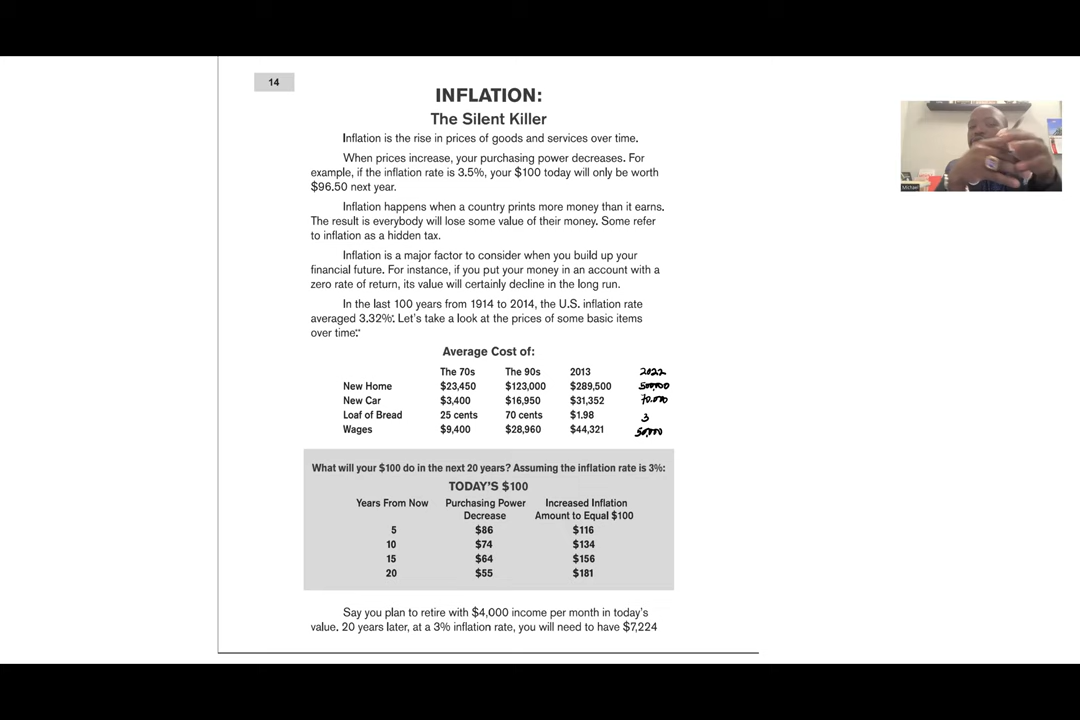 14
INFLATION:
The Silent Killer
Inflation is the rise in prices of goods and services over time.
When prices increase, your purchasing power decreases. For
example, if the inflation rate is 3.5%, your $100 today will only be worth
$96.50 next year.
Inflation happens when a country prints more money than it earns.
The result is everybody will lose some value of their money. Some refer
to inflation as a hidden tax.
Inflation is a major factor to consider when you build up your
financial future. For instance, if you put your money in an account with a
zero rate of return, its value will certainly decline in the long run.
In the last 100 years from 1914 to 2014, the U.S. inflation rate
averaged 3.32%*. Let's take a look at the prices of some basic items
over time**:
Average Cost of:
The 70s The 90s 2013 2022
New Home $23,450 $123,000 $289,500 500,000
New Car $3,400 $16,950 $31,352 70,000
Loaf of Bread 25 cents 70 cents $1.98 3
Wages $9,400 $28,960 $44,321 50,000
What will your $100 do in the next 20 years? Assuming the inflation rate is 3%:
TODAY'S $100
Years From Now Purchasing Power Increased Inflation
Decrease Amount to Equal $100
5 $86 $116
10 $74 $134
15 $64 $156
20 $55 $181
Say you plan to retire with $4,000 income per month in today's
value. 20 years later, at a 3% inflation rate, you will need to have $7,224
Michael